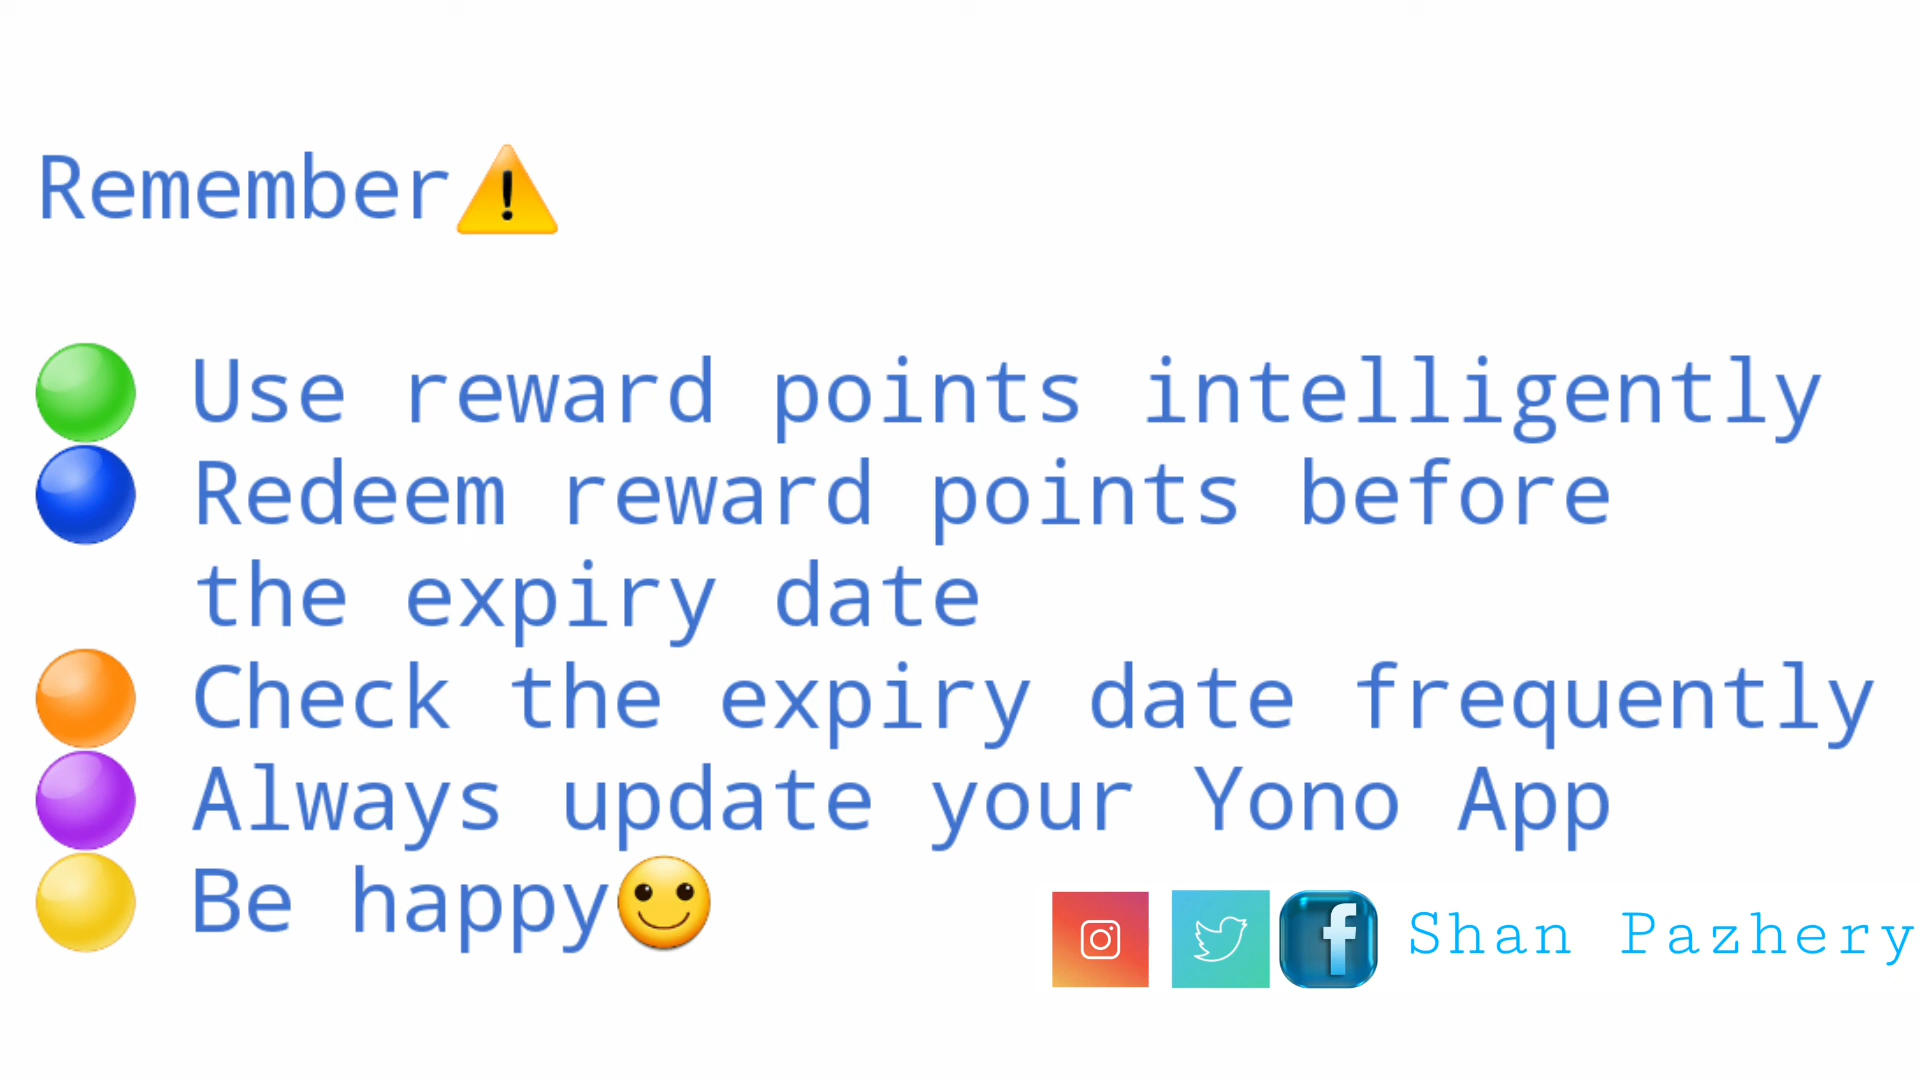 Remember⚠️
🟢 Use reward points intelligently
🔵 Redeem reward points before
the expiry date
🟠 Check the expiry date frequently
🟣 Always update your Yono App
🟡 Be happy🙂
Shan Pazhery